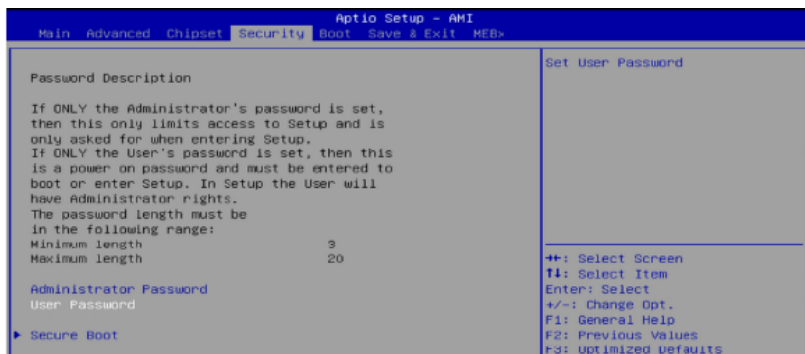 Aptio Setup - AMI
Main Advanced Chipset Security Boot Save & Exit MEBx
Password Description
If ONLY the Administrator's password is set,
then this only limits access to Setup and is
only asked for when entering Setup.
If ONLY the User's password is set, then this
is a power on password and must be entered to
boot or enter Setup. In Setup the User will
have Administrator rights.
The password length must be
in the following range:
Minimum length 3
Maximum length 20
Administrator Password
User Password
Secure Boot
Set User Password
→←: Select Screen
↑↓: Select Item
Enter: Select
+/-: Change Opt.
F1: General Help
F2: Previous Values
F3: Optimized Defaults